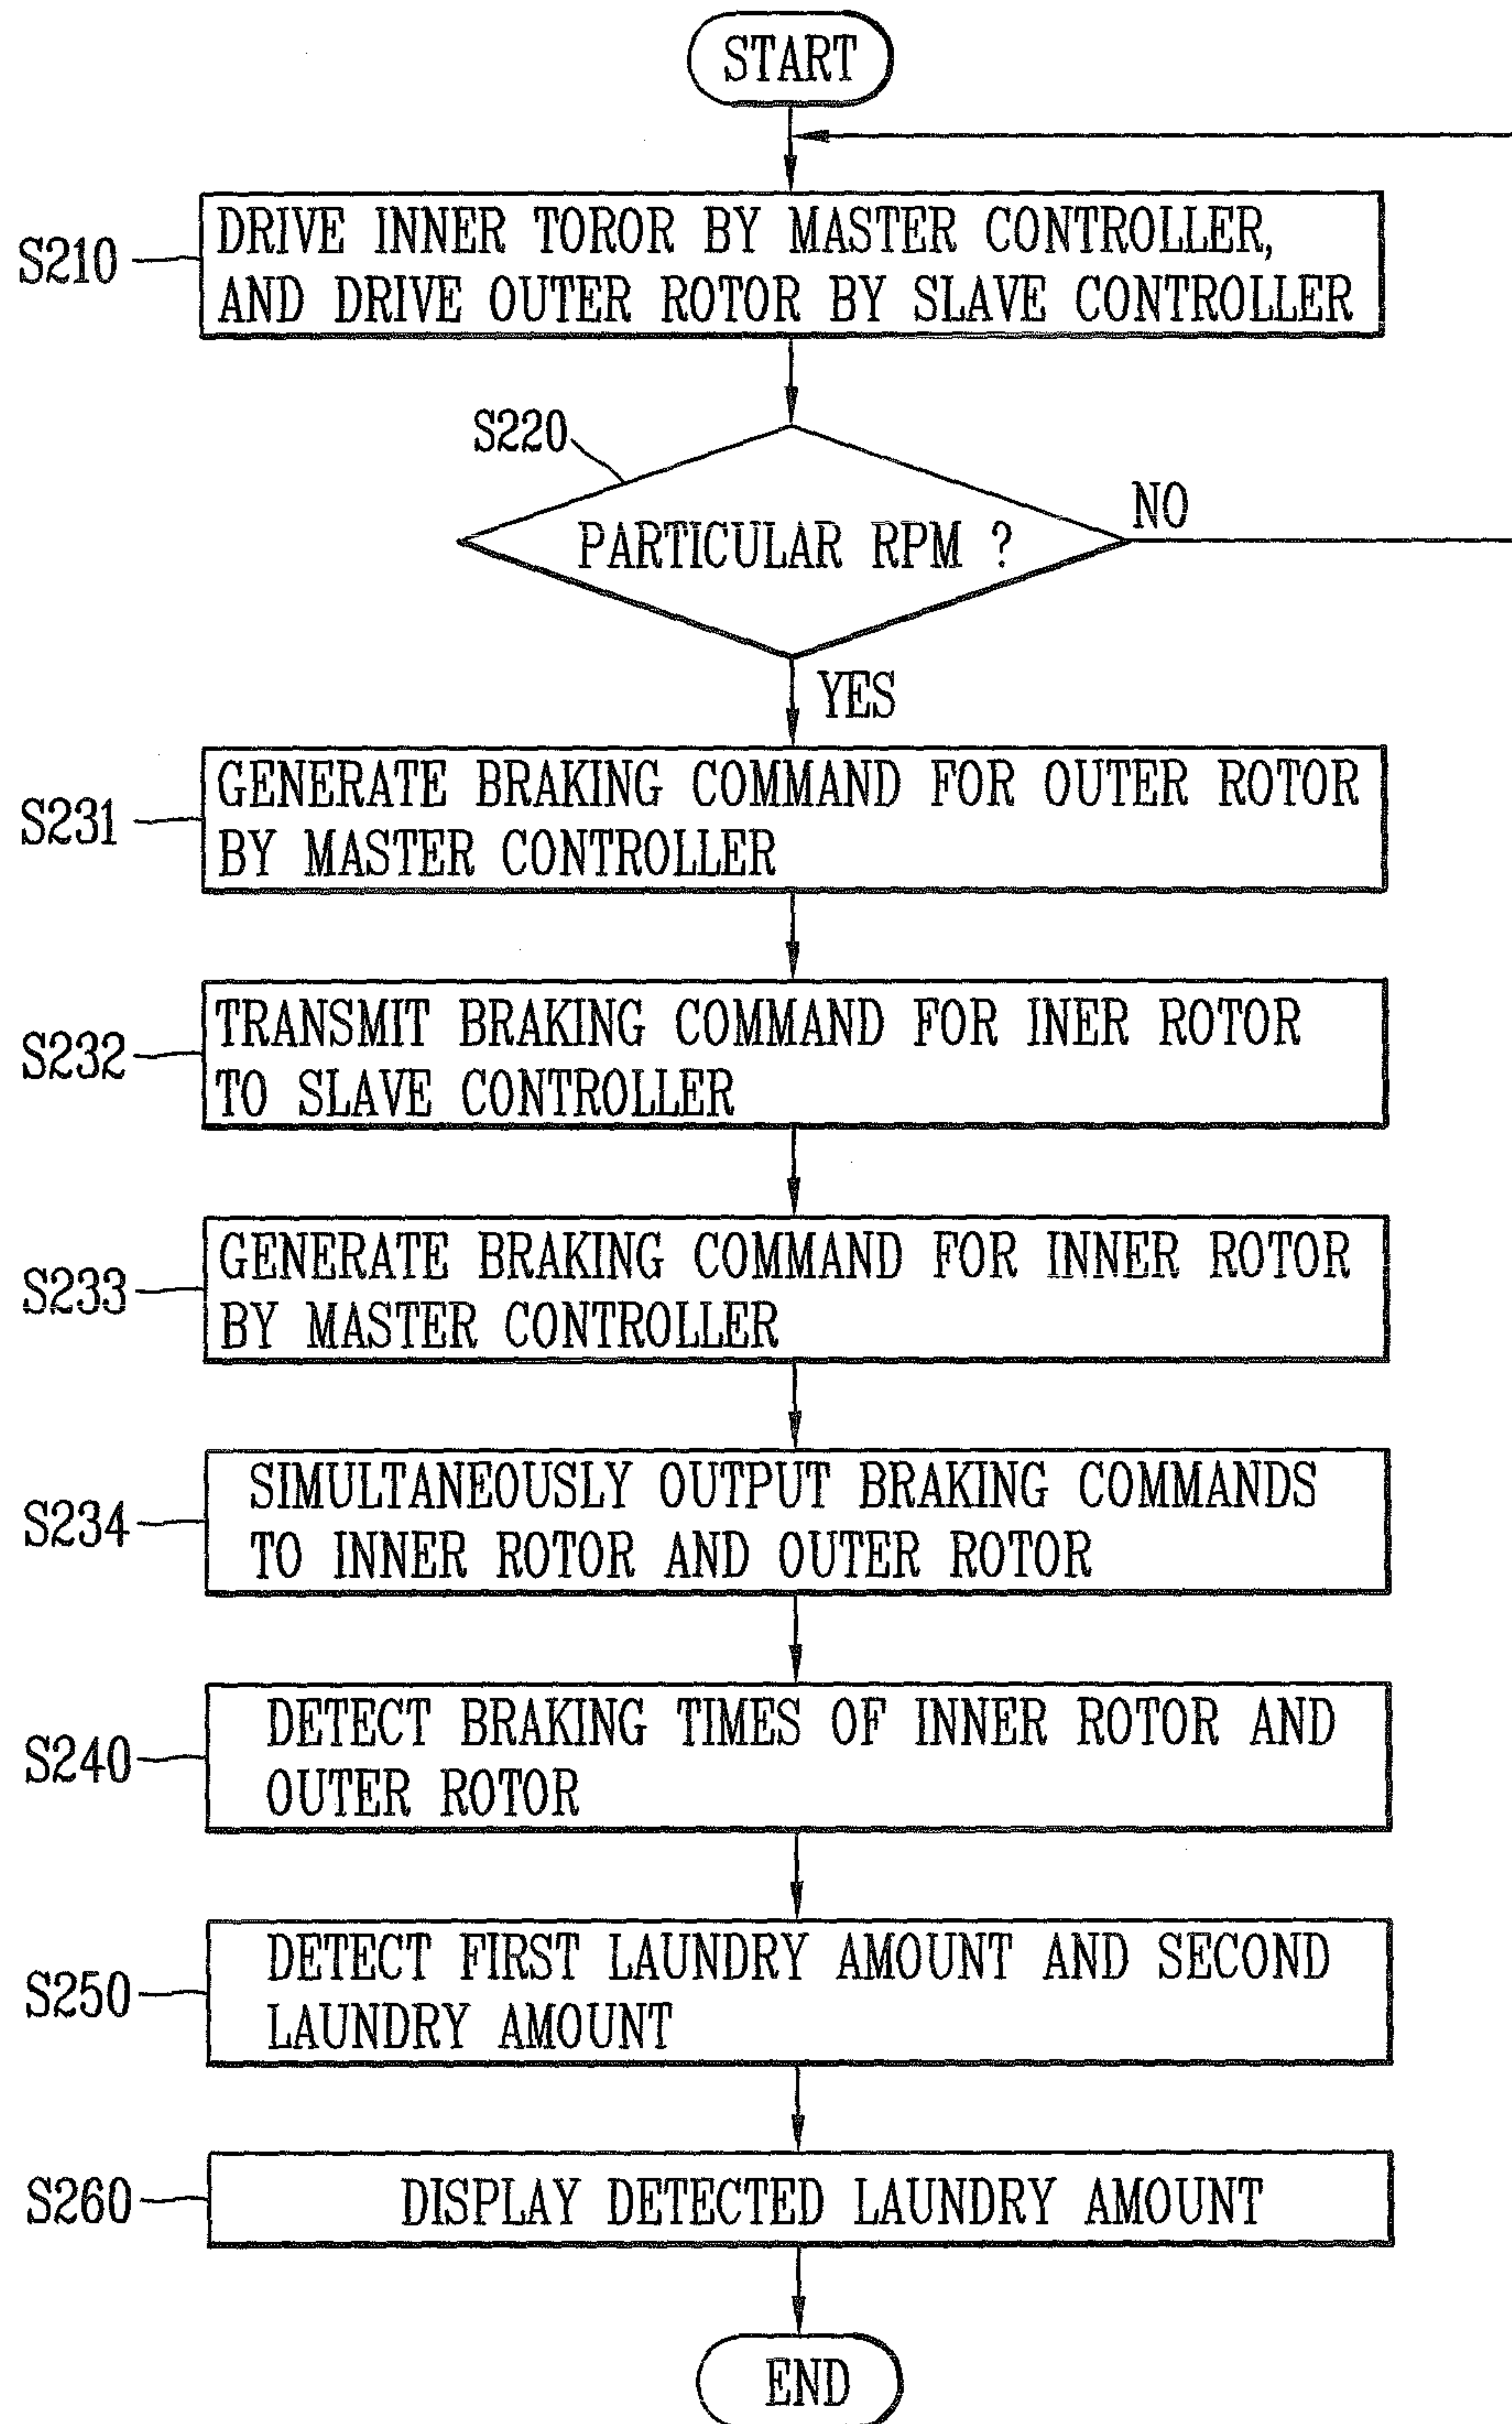 START
S210
DRIVE INNER TOROR BY MASTER CONTROLLER,
AND DRIVE OUTER ROTOR BY SLAVE CONTROLLER
S220
PARTICULAR RPM ?
NO
YES
S231
GENERATE BRAKING COMMAND FOR OUTER ROTOR
BY MASTER CONTROLLER
S232
TRANSMIT BRAKING COMMAND FOR INER ROTOR
TO SLAVE CONTROLLER
S233
GENERATE BRAKING COMMAND FOR INNER ROTOR
BY MASTER CONTROLLER
S234
SIMULTANEOUSLY OUTPUT BRAKING COMMANDS
TO INNER ROTOR AND OUTER ROTOR
S240
DETECT BRAKING TIMES OF INNER ROTOR AND
OUTER ROTOR
S250
DETECT FIRST LAUNDRY AMOUNT AND SECOND
LAUNDRY AMOUNT
S260
DISPLAY DETECTED LAUNDRY AMOUNT
END